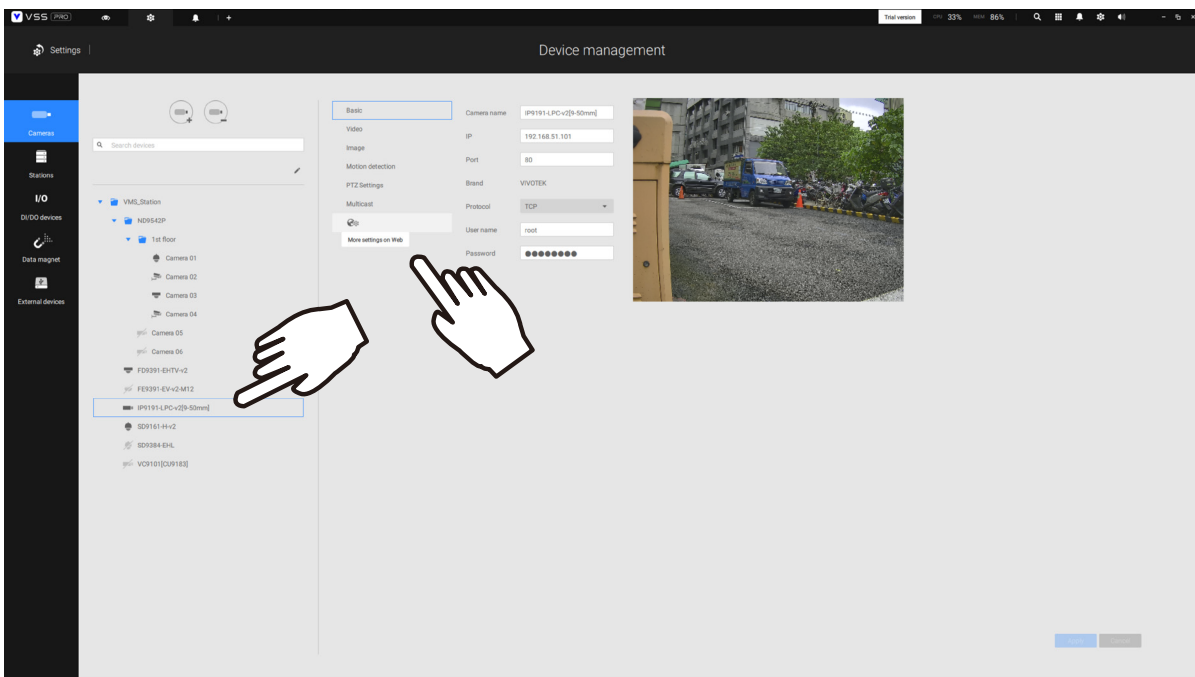 VSS PRO
Trial version
CPU 33%
MEM 86%
Settings
Device management
Cameras
Stations
I/O
DI/DO devices
Data magnet
External devices
Search devices
VMS_Station
ND9542P
1st floor
Camera 01
Camera 02
Camera 03
Camera 04
Camera 05
Camera 06
FD9391-EHTV-v2
FE9391-EV-v2-M12
IP9191-LPC-v2[9-50mm]
SD9161-H-v2
SD9384-EHL
VC9101[CU9183]
Basic
Video
Image
Motion detection
PTZ Settings
Multicast
More settings on Web
Camera name IP9191-LPC-v2[9-50mm]
IP 192.168.51.101
Port 80
Brand VIVOTEK
Protocol TCP
User name root
Password
Apply Cancel